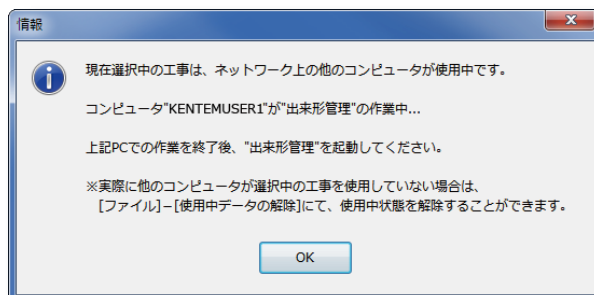 情報
現在選択中の工事は、ネットワーク上の他のコンピュータが使用中です。
コンピュータ"KENTEMUSER1"が"出来形管理"の作業中...
上記PCでの作業を終了後、"出来形管理"を起動してください。
※実際に他のコンピュータが選択中の工事を使用していない場合は、
[ファイル]－[使用中データの解除]にて、使用中状態を解除することができます。
OK